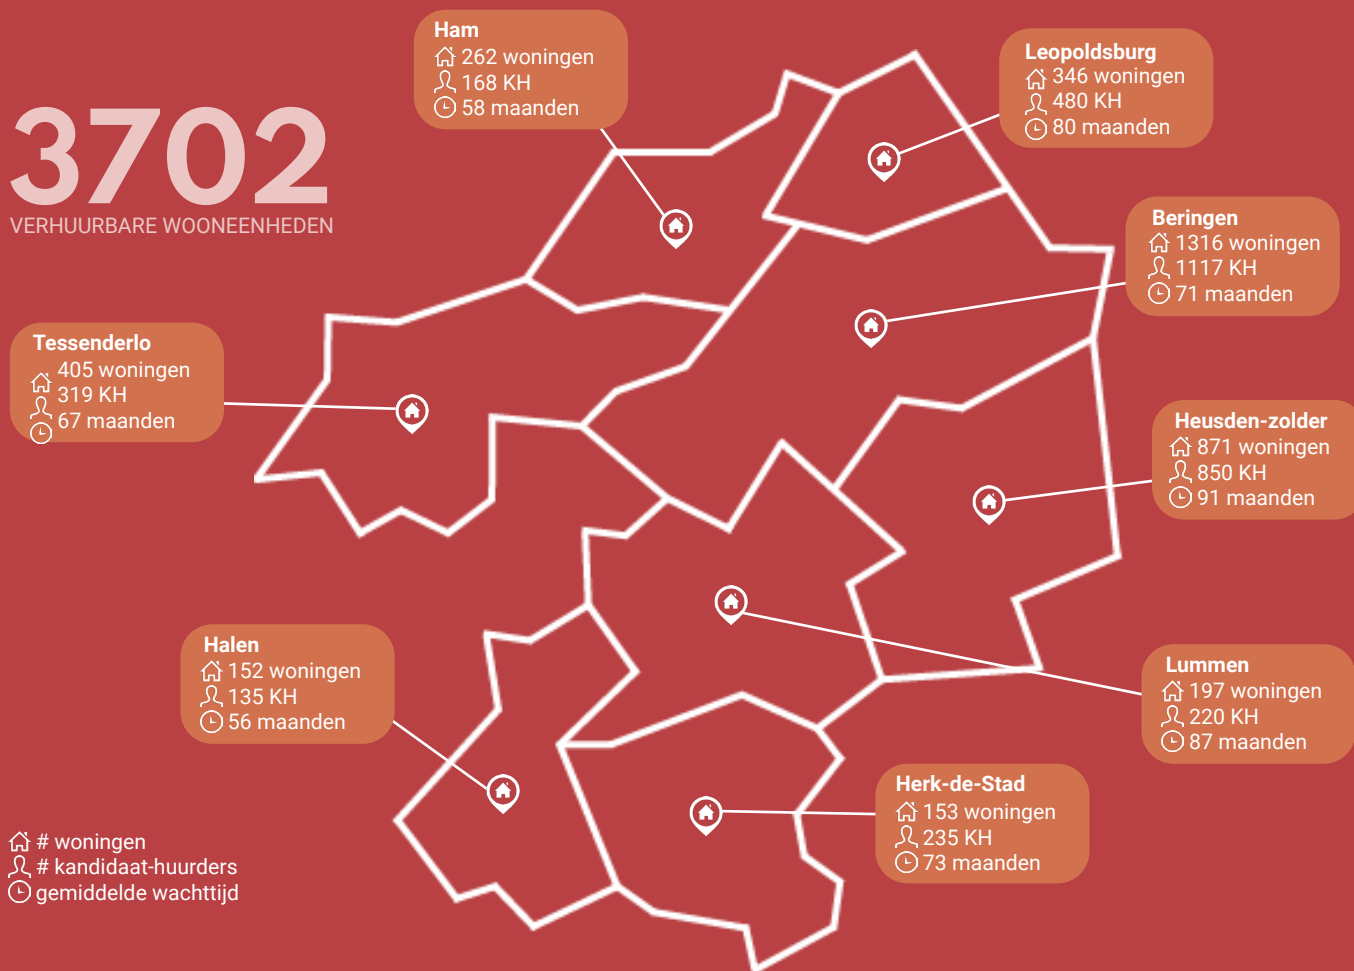 3702
VERHUURBARE WOONEENHEDEN
Ham
262 woningen
168 KH
58 maanden
Leopoldsburg
346 woningen
480 KH
80 maanden
Beringen
1316 woningen
1117 KH
71 maanden
Tessenderlo
405 woningen
319 KH
67 maanden
Heusden-zolder
871 woningen
850 KH
91 maanden
Halen
152 woningen
135 KH
56 maanden
Lummen
197 woningen
220 KH
87 maanden
Herk-de-Stad
153 woningen
235 KH
73 maanden
# woningen
# kandidaat-huurders
gemiddelde wachttijd